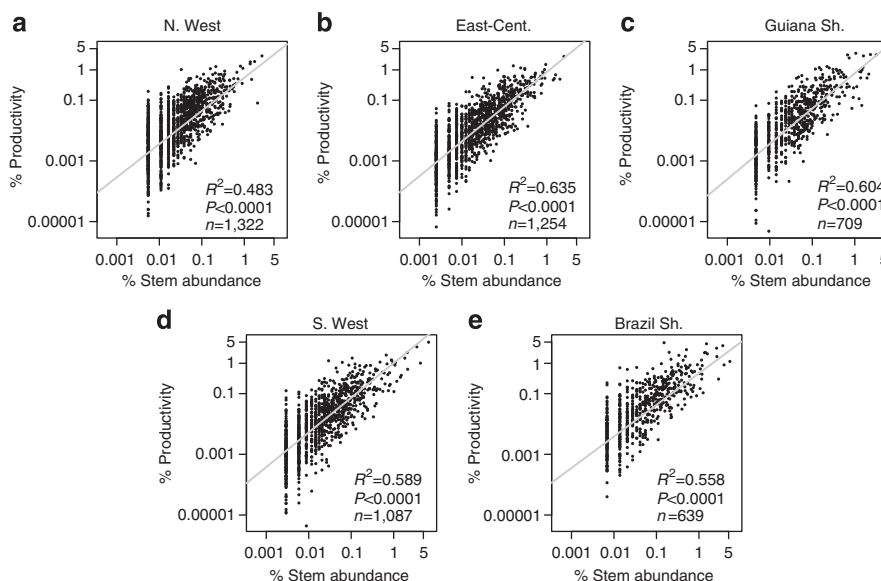 a
N. West
5
1
0.1
0.001
0.00001
% Productivity
R²=0.483
P<0.0001
n=1,322
0.001 0.01 0.1 1 5
% Stem abundance
b
East-Cent.
5
1
0.1
0.001
0.00001
% Productivity
R²=0.635
P<0.0001
n=1,254
0.001 0.01 0.1 1 5
% Stem abundance
c
Guiana Sh.
5
1
0.1
0.001
0.00001
% Productivity
R²=0.604
P<0.0001
n=709
0.001 0.01 0.1 1 5
% Stem abundance
d
S. West
5
1
0.1
0.001
0.00001
% Productivity
R²=0.589
P<0.0001
n=1,087
0.001 0.01 0.1 1 5
% Stem abundance
e
Brazil Sh.
5
1
0.1
0.001
0.00001
% Productivity
R²=0.558
P<0.0001
n=639
0.001 0.01 0.1 1 5
% Stem abundance